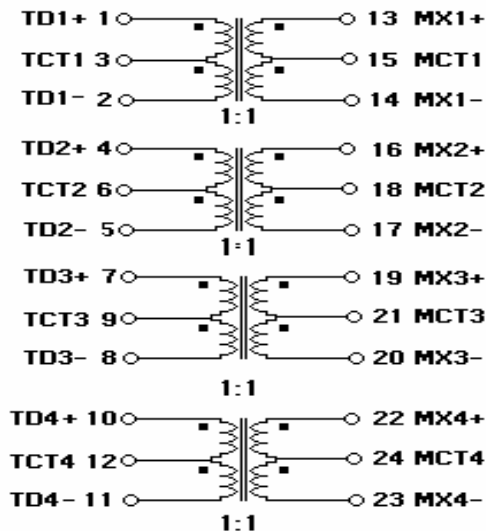 TD1+ 1 13 MX1+
TCT1 3 15 MCT1
TD1- 2 14 MX1-
1:1
TD2+ 4 16 MX2+
TCT2 6 18 MCT2
TD2- 5 17 MX2-
1:1
TD3+ 7 19 MX3+
TCT3 9 21 MCT3
TD3- 8 20 MX3-
1:1
TD4+ 10 22 MX4+
TCT4 12 24 MCT4
TD4- 11 23 MX4-
1:1